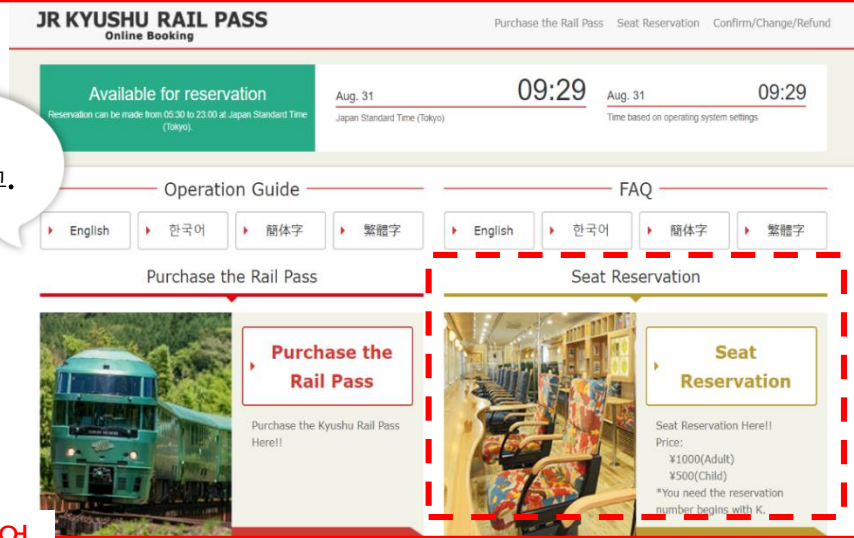 JR KYUSHU RAIL PASS
Online Booking
Purchase the Rail Pass Seat Reservation Confirm/Change/Refund
Available for reservation
Reservation can be made from 05:30 to 23:00 at Japan Standard Time
(Tokyo).
Aug. 31 09:29
Japan Standard Time (Tokyo)
Aug. 31 09:29
Time based on operating system settings
Operation Guide
English 한국어 簡体字 繁體字
FAQ
English 한국어 簡体字 繁體字
Purchase the Rail Pass
Purchase the
Rail Pass
Purchase the Kyushu Rail Pass
Here!!
Seat Reservation
Seat
Reservation
Seat Reservation Here!!
Price:
¥1000(Adult)
¥500(Child)
*You need the reservation
number begins with K.